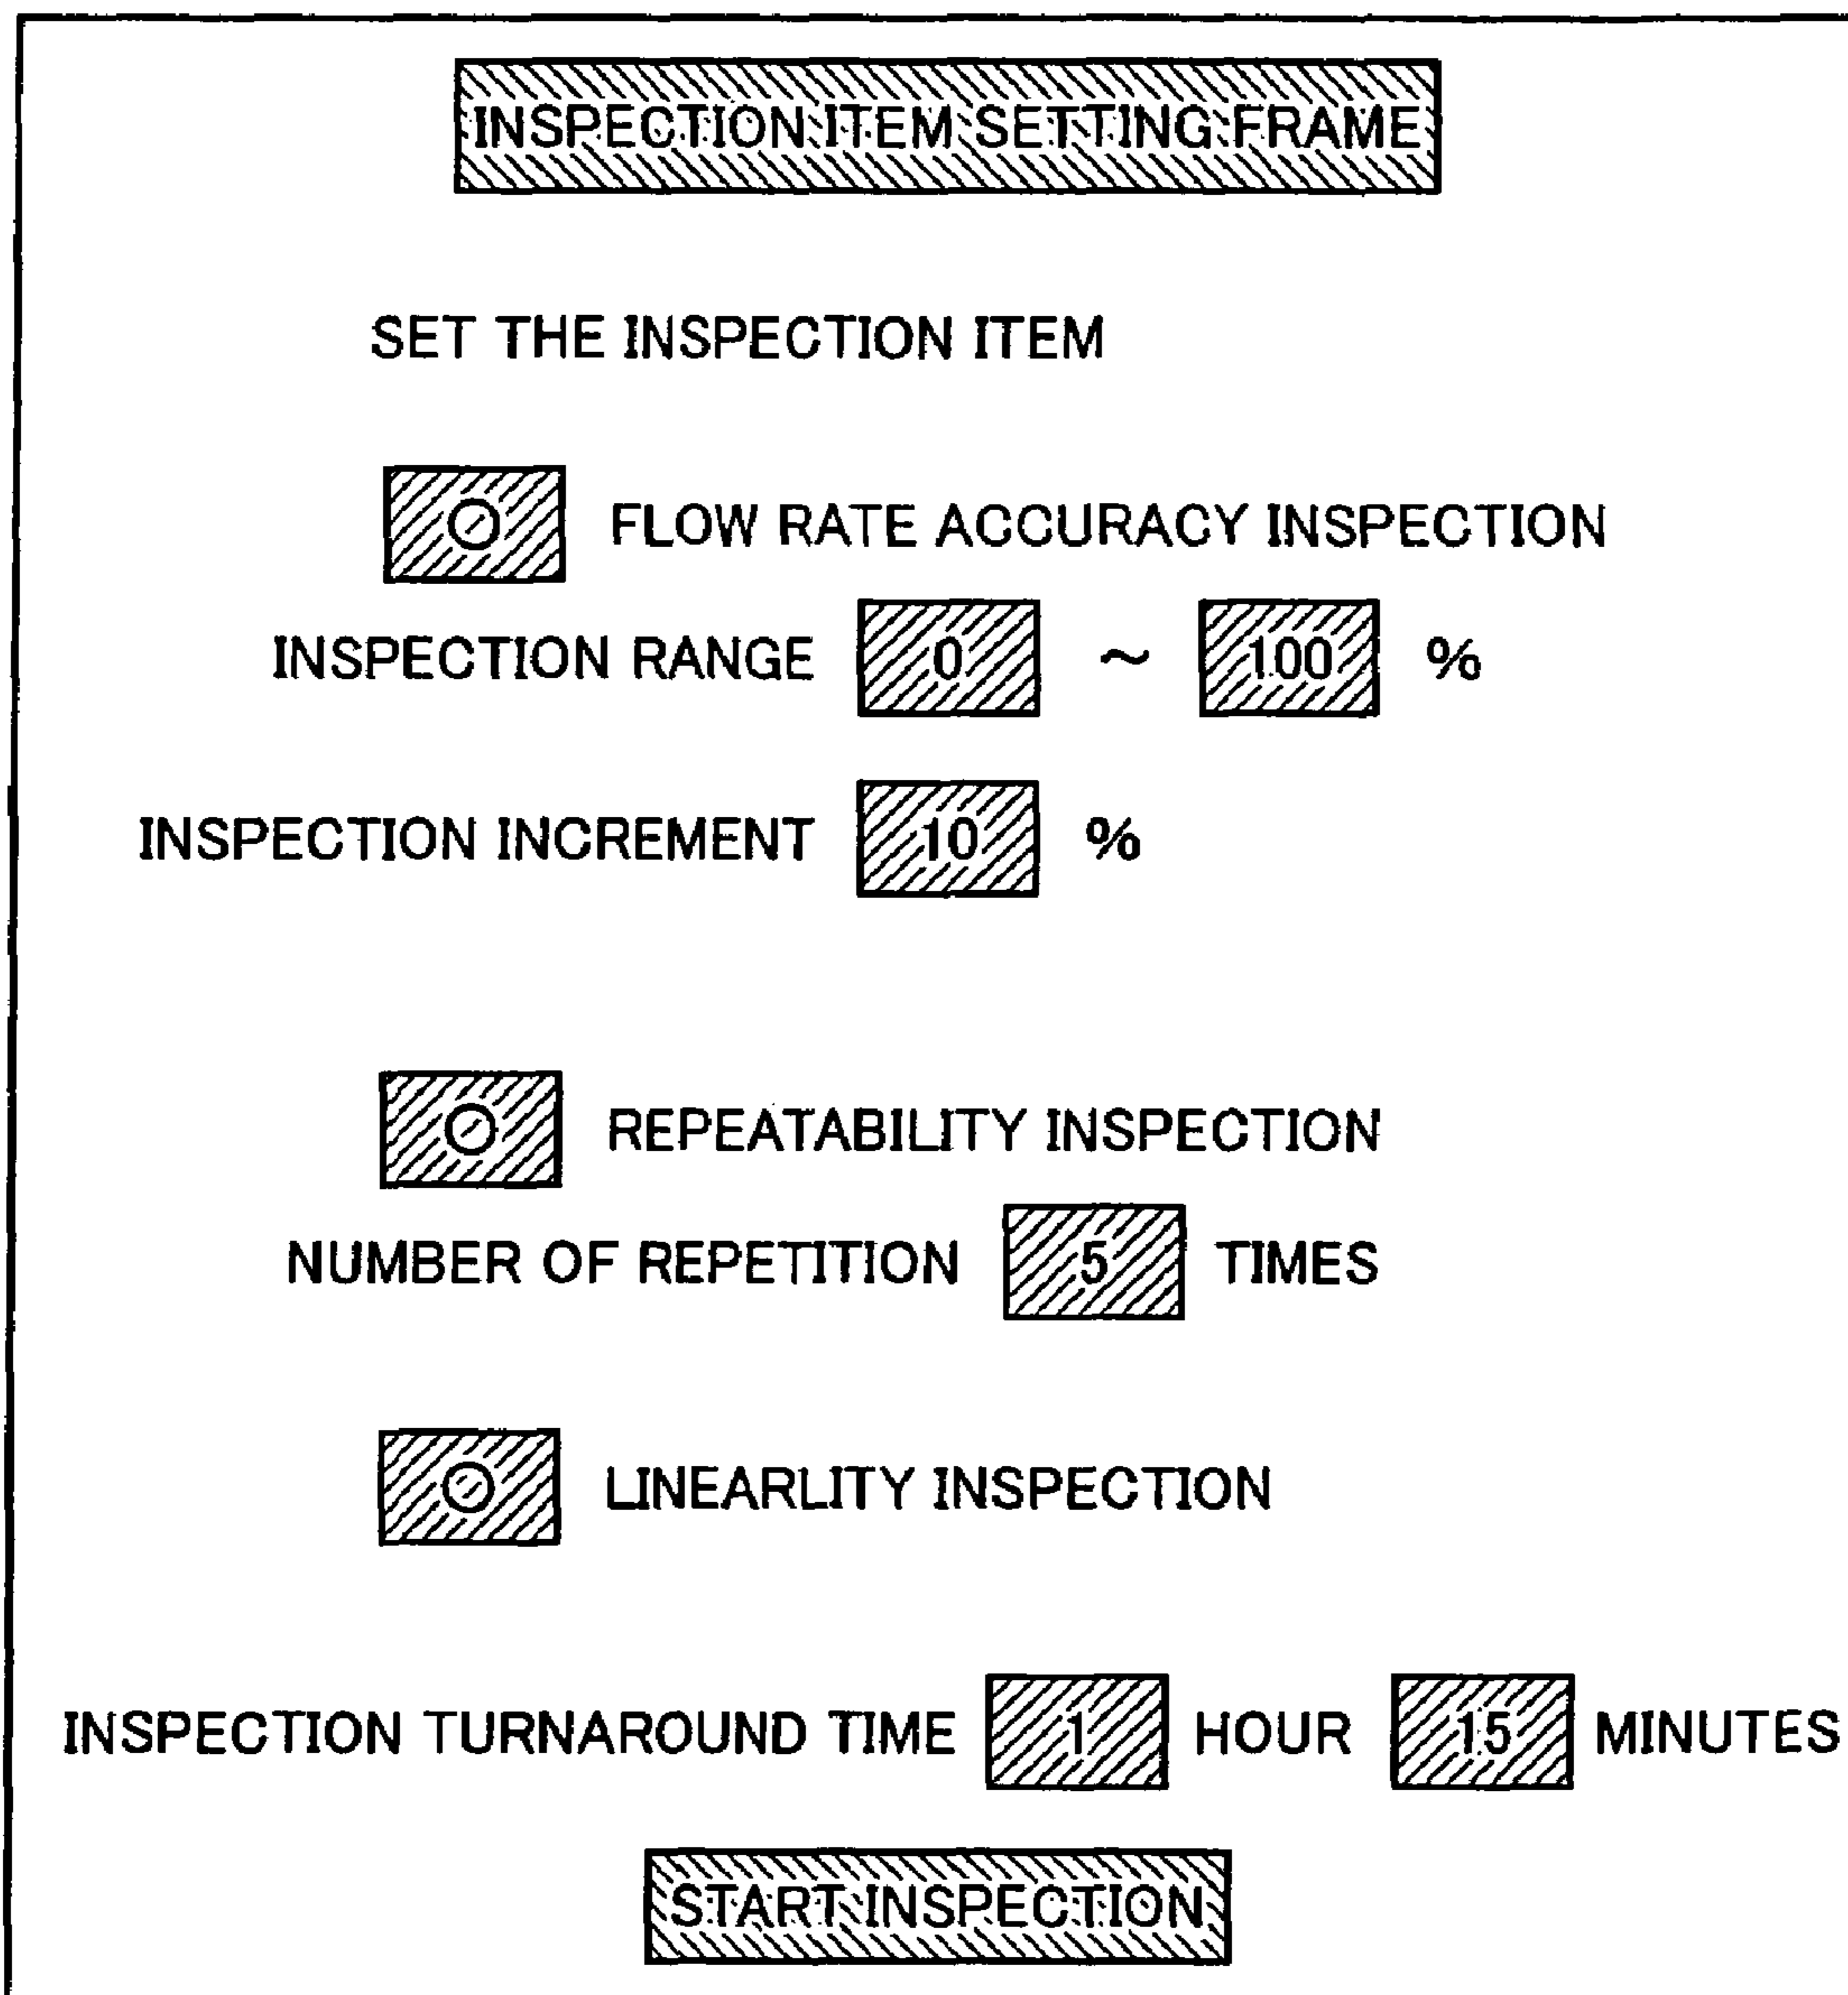 INSPECTION ITEM SETTING FRAME
SET THE INSPECTION ITEM
FLOW RATE ACCURACY INSPECTION
INSPECTION RANGE 0 ~ 100 %
INSPECTION INCREMENT 10 %
REPEATABILITY INSPECTION
NUMBER OF REPETITION 5 TIMES
LINEARLITY INSPECTION
INSPECTION TURNAROUND TIME 1 HOUR 15 MINUTES
START INSPECTION